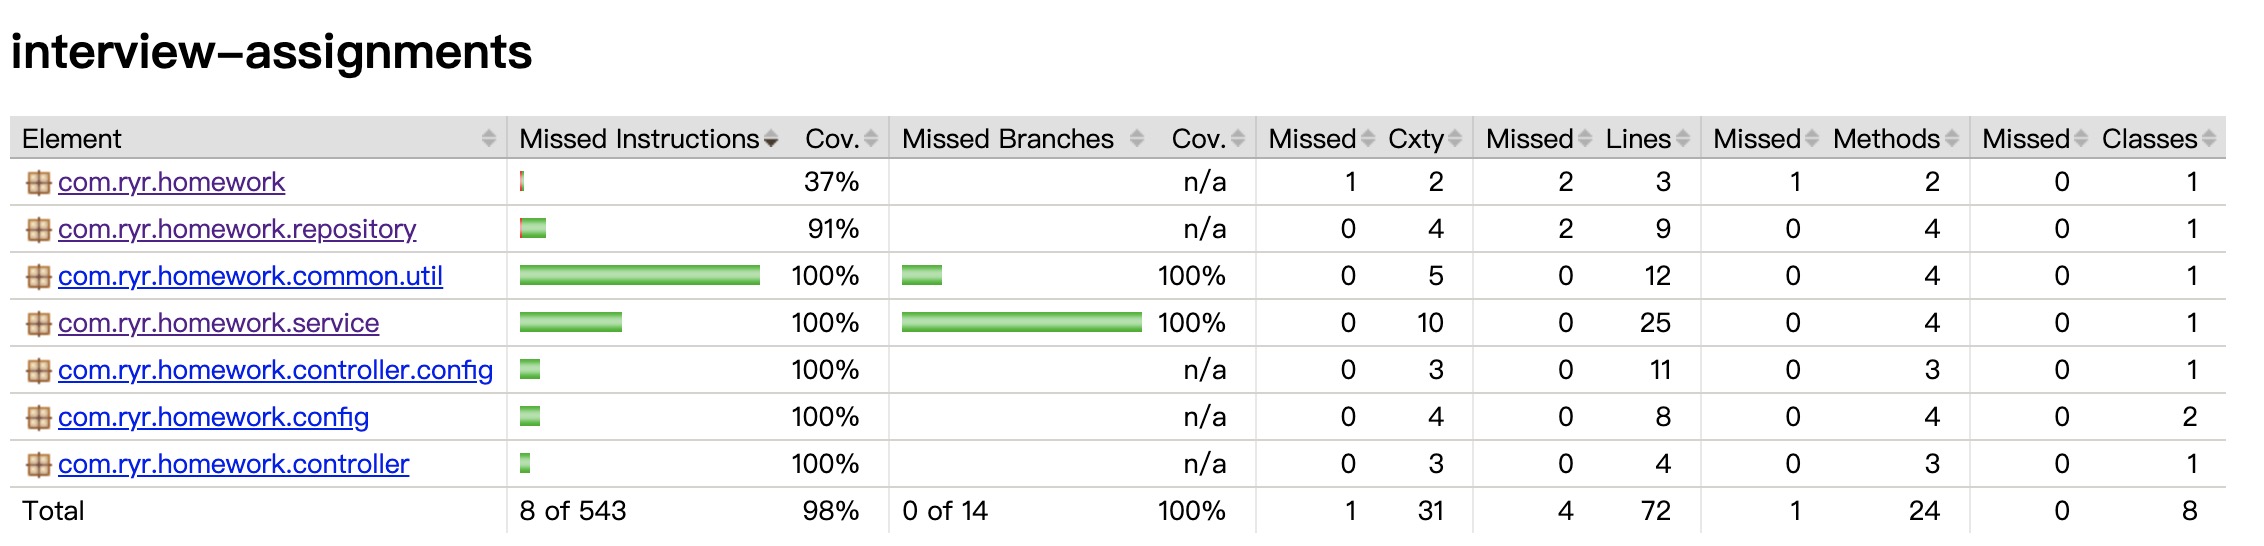 interview-assignments
Element Missed Instructions Cov. Missed Branches Cov. Missed Cxty Missed Lines Missed Methods Missed Classes
com.ryr.homework 37% n/a 1 2 2 3 1 2 0 1
com.ryr.homework.repository 91% n/a 0 4 2 9 0 4 0 1
com.ryr.homework.common.util 100% 100% 0 5 0 12 0 4 0 1
com.ryr.homework.service 100% 100% 0 10 0 25 0 4 0 1
com.ryr.homework.controller.config 100% n/a 0 3 0 11 0 3 0 1
com.ryr.homework.config 100% n/a 0 4 0 8 0 4 0 2
com.ryr.homework.controller 100% n/a 0 3 0 4 0 3 0 1
Total 8 of 543 98% 0 of 14 100% 1 31 4 72 1 24 0 8